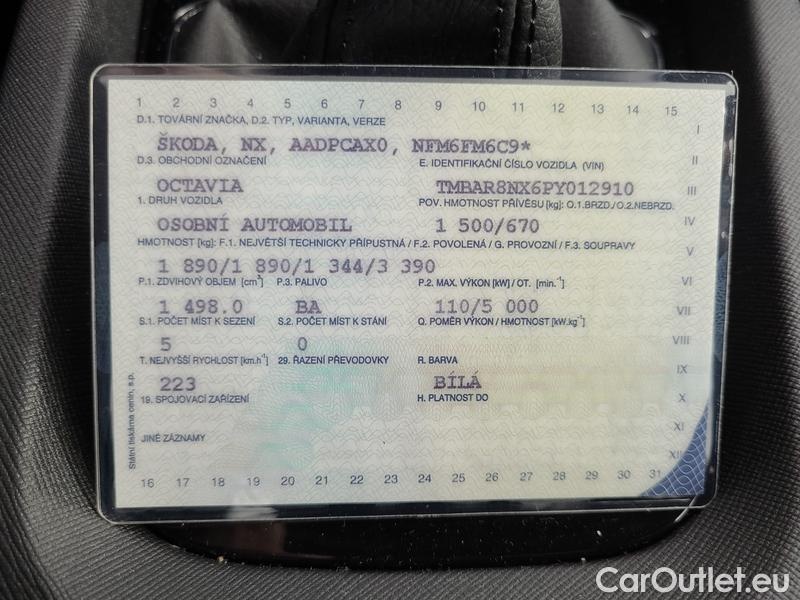 1 2 3 4 5 6 7 8 9 10 11 12 13 14 15
D.1. TOVÁRNÍ ZNAČKA, D.2. TYP, VARIANTA, VERZE
I
ŠKODA, NX, AADPCAX0, NFM6FM6C9*
D.3. OBCHODNÍ OZNAČENÍ E. IDENTIFIKAČNÍ ČÍSLO VOZIDLA (VIN)
II
OCTAVIA TMBAR8NX6PY012910
III
1. DRUH VOZIDLA POV. HMOTNOST PŘÍVĚSU [kg]: O.1.BRZD./O.2.NEBRZD.
OSOBNÍ AUTOMOBIL 1 500/670
IV
HMOTNOST [kg]: F.1. NEJVĚTŠÍ TECHNICKY PŘÍPUSTNÁ / F.2. POVOLENÁ / G. PROVOZNÍ / F.3. SOUPRAVY
V
1 890/1 890/1 344/3 390
P.1. ZDVIHOVÝ OBJEM [cm³] P.3. PALIVO P.2. MAX. VÝKON [kW] / OT. [min.⁻¹]
VI
1 498.0 BA 110/5 000
VII
S.1. POČET MÍST K SEZENÍ S.2. POČET MÍST K STÁNÍ Q. POMĚR VÝKON / HMOTNOST [kW.kg⁻¹]
5 0
VIII
T. NEJVYŠŠÍ RYCHLOST [km.h⁻¹] 29. ŘAZENÍ PŘEVODOVKY R. BARVA
IX
223 BÍLÁ
19. SPOJOVACÍ ZAŘÍZENÍ H. PLATNOST DO
X
XI
JINÉ ZÁZNAMY
XII
Státní tiskárna cenin, s.p.
16 17 18 19 20 21 22 23 24 25 26 27 28 29 30 31
CarOutlet.eu